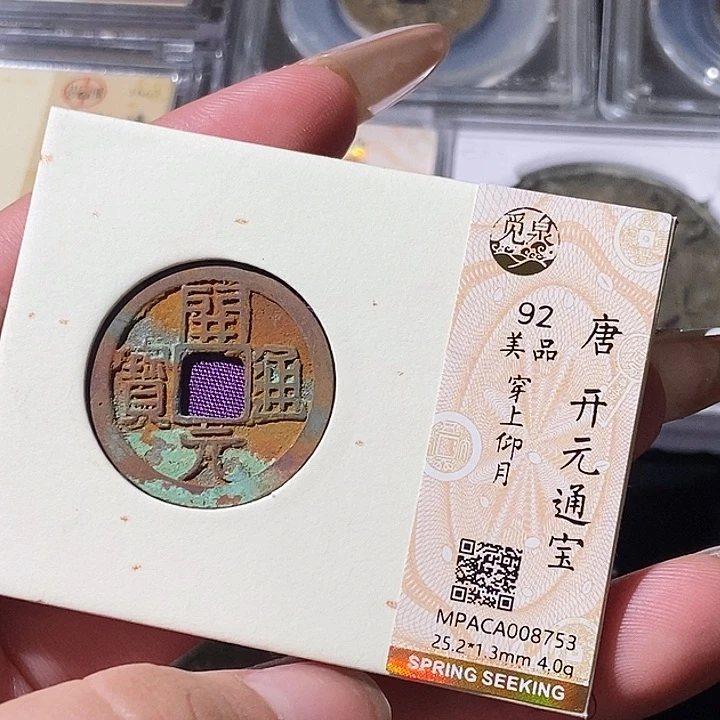 開元通寳
觅泉
92
美品
穿上仰月
唐 开元通宝
MPACA008753
25.2*1.3mm 4.0g
SPRING SEEKING